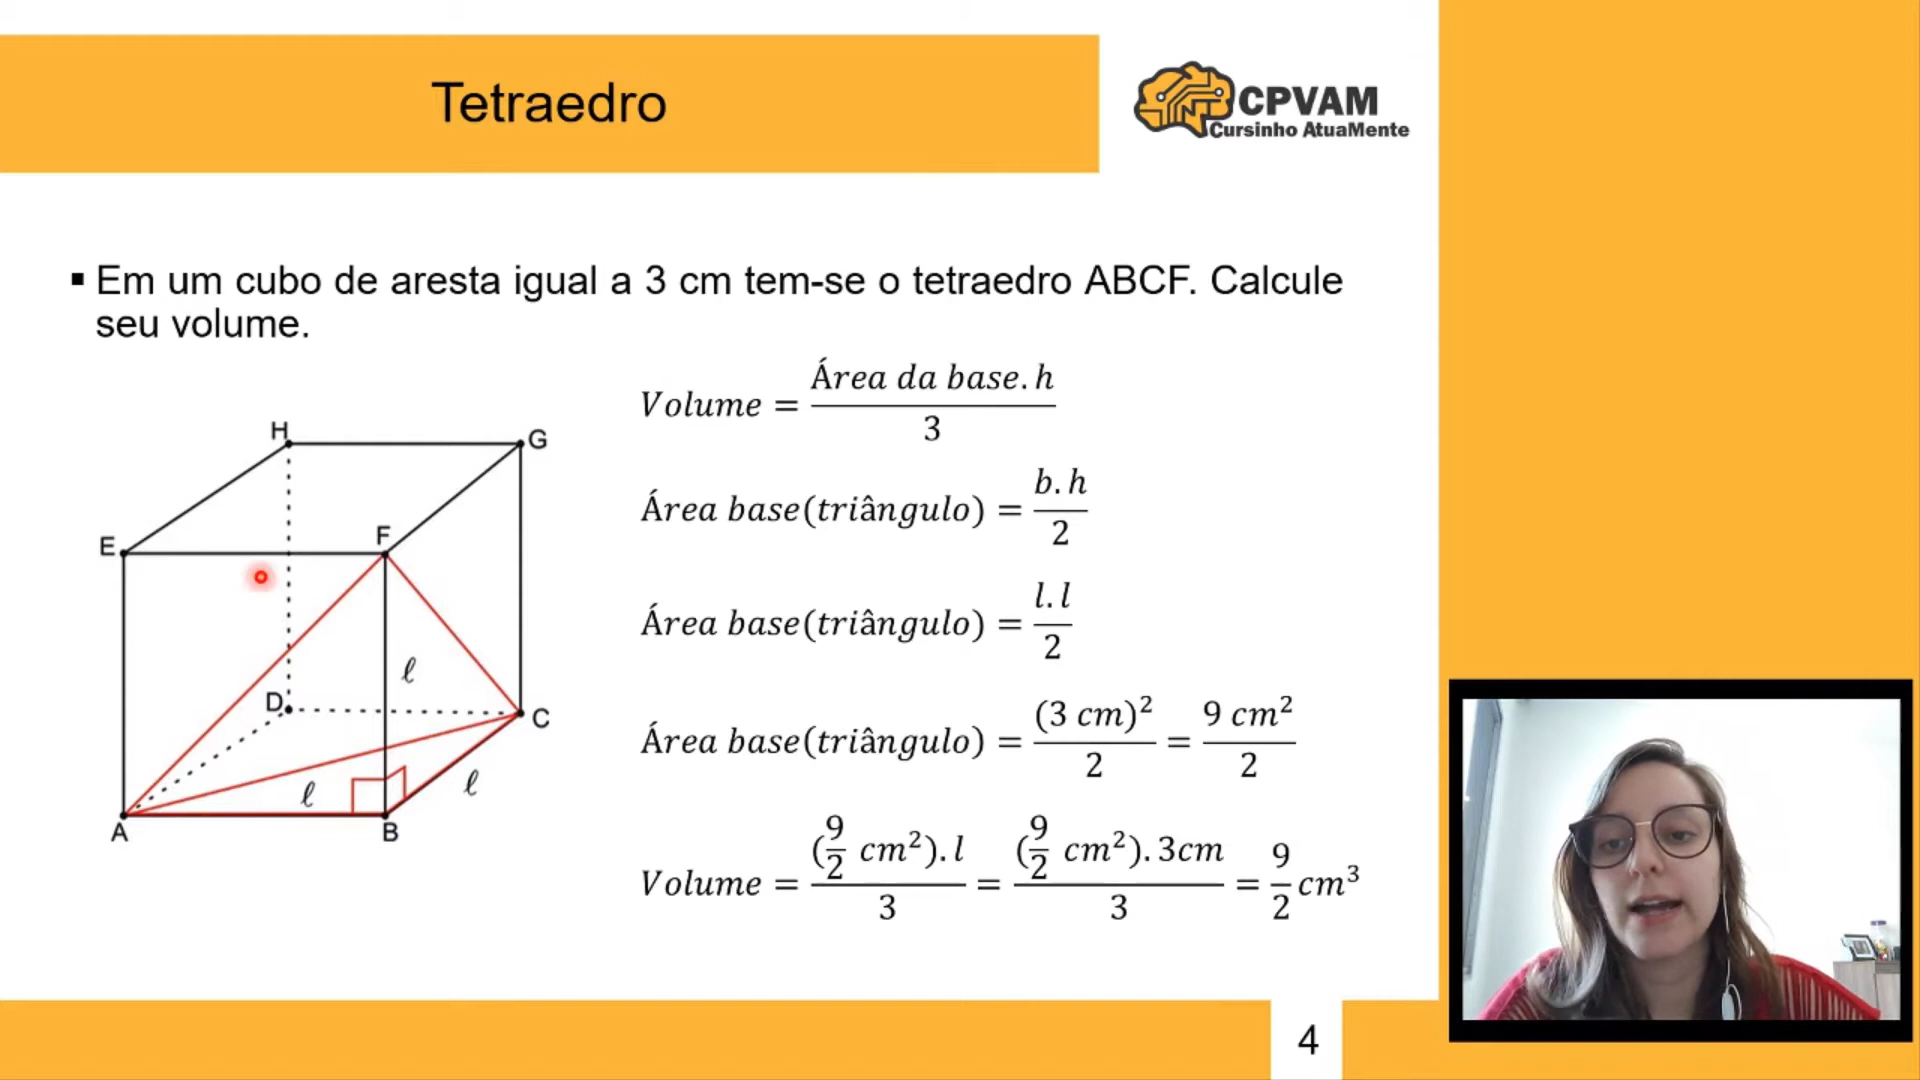 Tetraedro
CPVAM
Cursinho AtuaMente
▪ Em um cubo de aresta igual a 3 cm tem-se o tetraedro ABCF. Calcule
seu volume.
Volume = Área da base. h / 3
Área base(triângulo) = b. h / 2
Área base(triângulo) = l. l / 2
Área base(triângulo) = (3 cm)² / 2 = 9 cm² / 2
Volume = (9/2 cm²). l / 3 = (9/2 cm²). 3cm / 3 = 9/2 cm³
H
G
E
F
ℓ
D
C
ℓ
ℓ
A
B
4